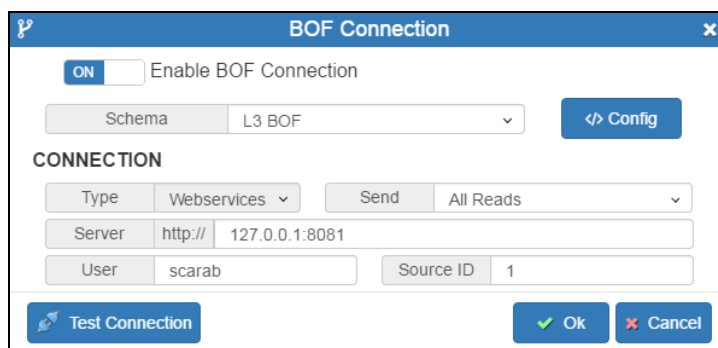 BOF Connection
ON Enable BOF Connection
Schema L3 BOF </> Config
CONNECTION
Type Webservices Send All Reads
Server http:// 127.0.0.1:8081
User scarab Source ID 1
Test Connection Ok Cancel